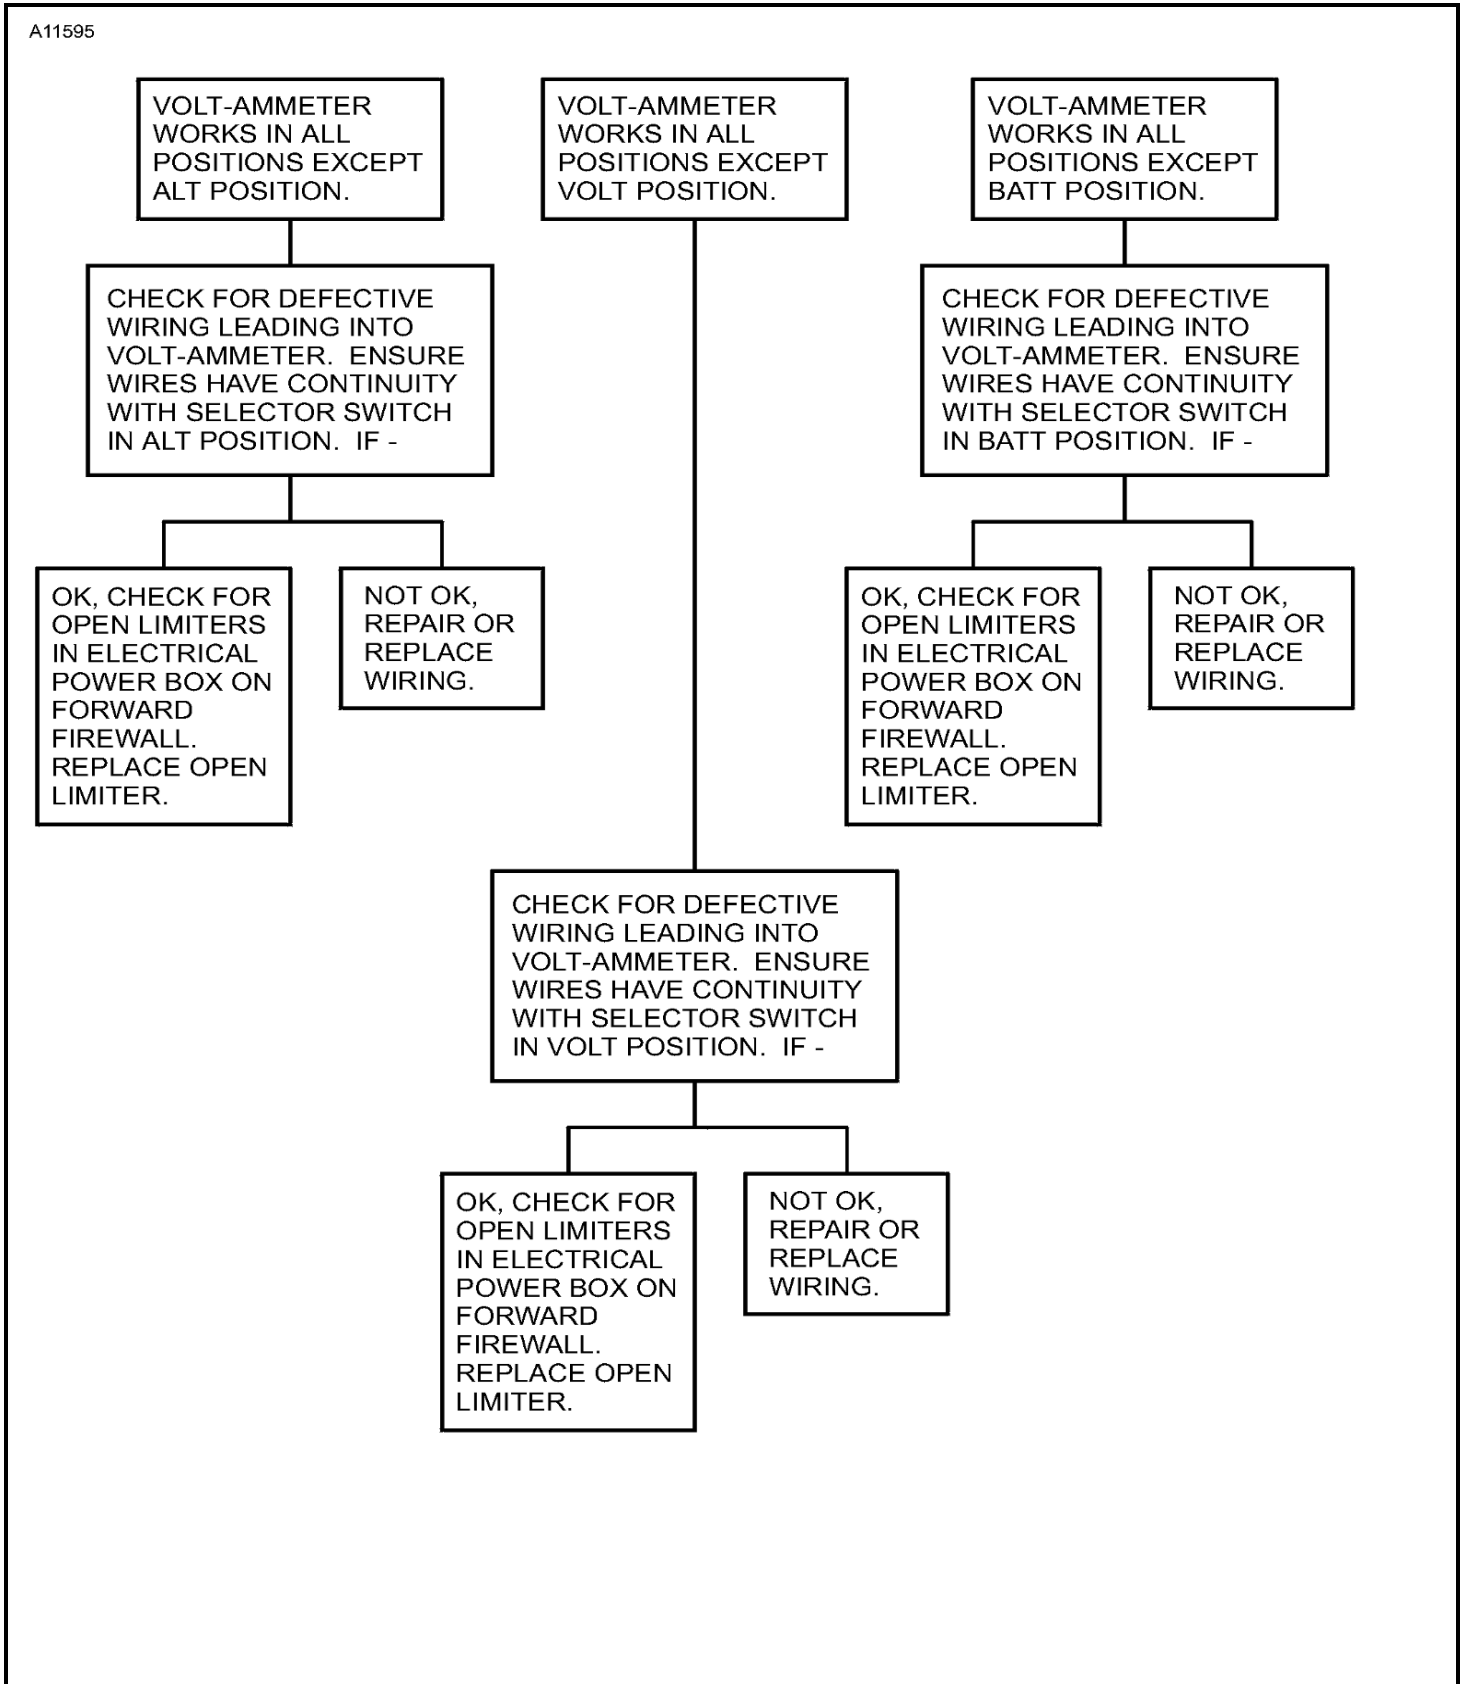 A11595
VOLT-AMMETER
WORKS IN ALL
POSITIONS EXCEPT
ALT POSITION.
VOLT-AMMETER
WORKS IN ALL
POSITIONS EXCEPT
VOLT POSITION.
VOLT-AMMETER
WORKS IN ALL
POSITIONS EXCEPT
BATT POSITION.
CHECK FOR DEFECTIVE
WIRING LEADING INTO
VOLT-AMMETER.  ENSURE
WIRES HAVE CONTINUITY
WITH SELECTOR SWITCH
IN ALT POSITION.  IF -
CHECK FOR DEFECTIVE
WIRING LEADING INTO
VOLT-AMMETER.  ENSURE
WIRES HAVE CONTINUITY
WITH SELECTOR SWITCH
IN BATT POSITION.  IF -
OK, CHECK FOR
OPEN LIMITERS
IN ELECTRICAL
POWER BOX ON
FORWARD
FIREWALL.
REPLACE OPEN
LIMITER.
NOT OK,
REPAIR OR
REPLACE
WIRING.
OK, CHECK FOR
OPEN LIMITERS
IN ELECTRICAL
POWER BOX ON
FORWARD
FIREWALL.
REPLACE OPEN
LIMITER.
NOT OK,
REPAIR OR
REPLACE
WIRING.
CHECK FOR DEFECTIVE
WIRING LEADING INTO
VOLT-AMMETER.  ENSURE
WIRES HAVE CONTINUITY
WITH SELECTOR SWITCH
IN VOLT POSITION.  IF -
OK, CHECK FOR
OPEN LIMITERS
IN ELECTRICAL
POWER BOX ON
FORWARD
FIREWALL.
REPLACE OPEN
LIMITER.
NOT OK,
REPAIR OR
REPLACE
WIRING.